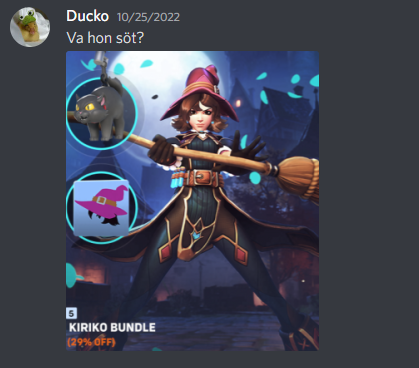 Ducko 10/25/2022
Va hon söt?
5
KIRIKO BUNDLE
(29% OFF)